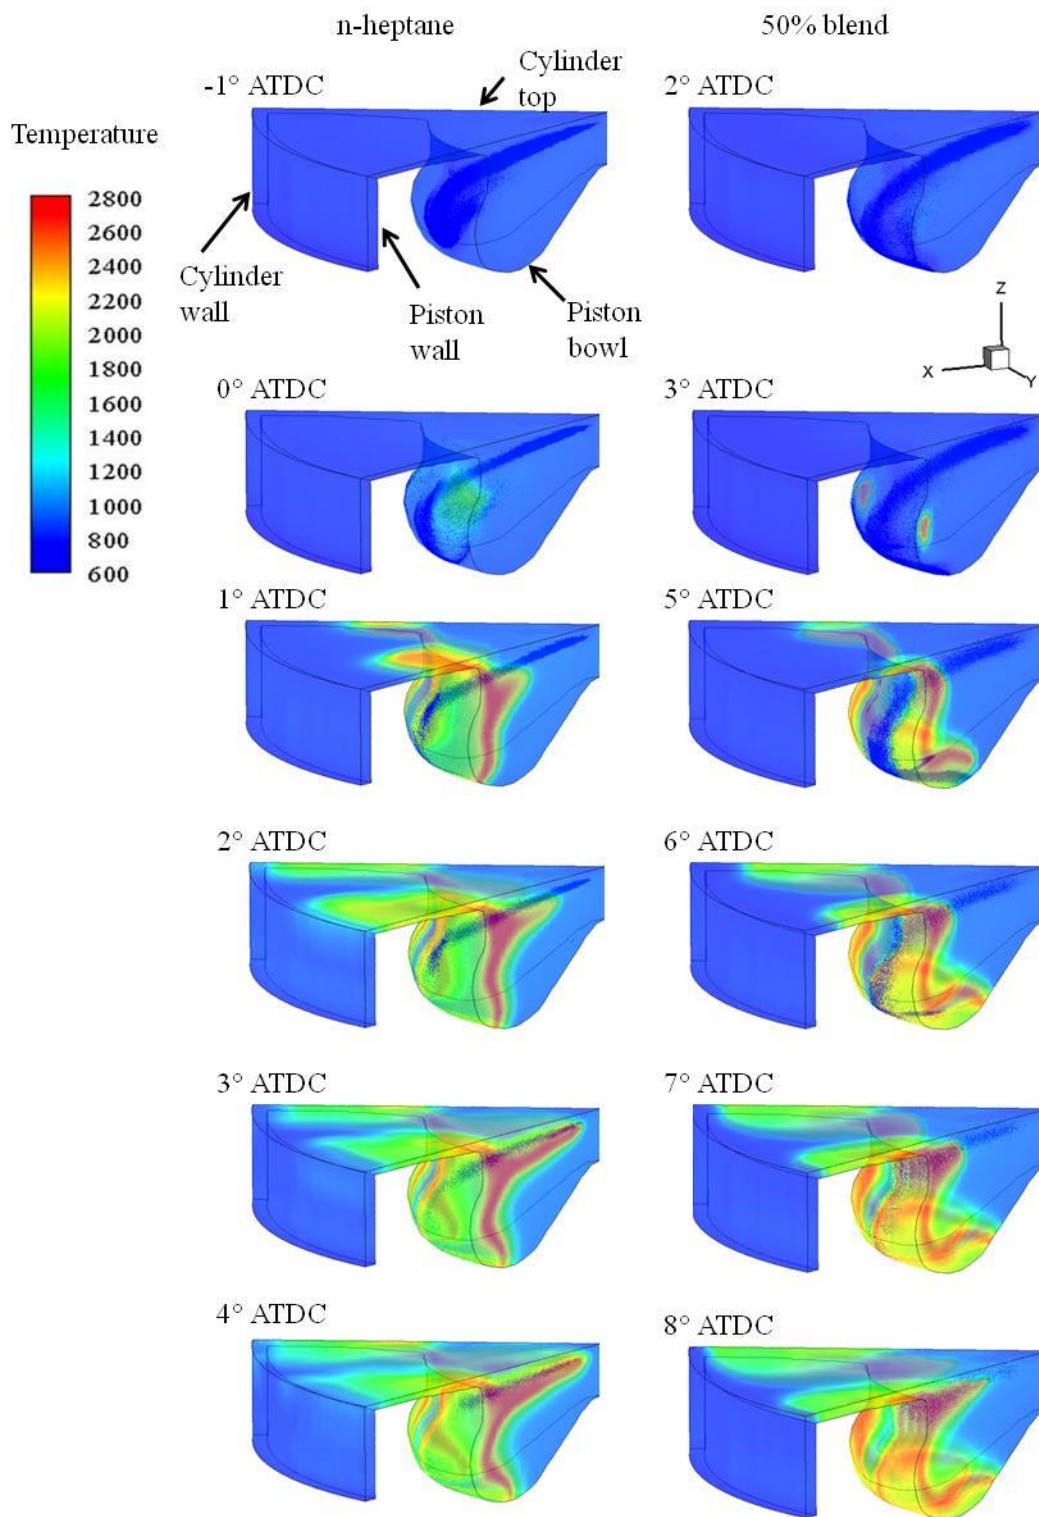 n-heptane 50% blend
-1° ATDC
Cylinder
top
2° ATDC
Temperature
2800
2600
2400
2200
2000
1800
1600
1400
1200
1000
800
600
Cylinder
wall
Piston
wall
Piston
bowl
Z
X
Y
0° ATDC 3° ATDC
1° ATDC 5° ATDC
2° ATDC 6° ATDC
3° ATDC 7° ATDC
4° ATDC 8° ATDC